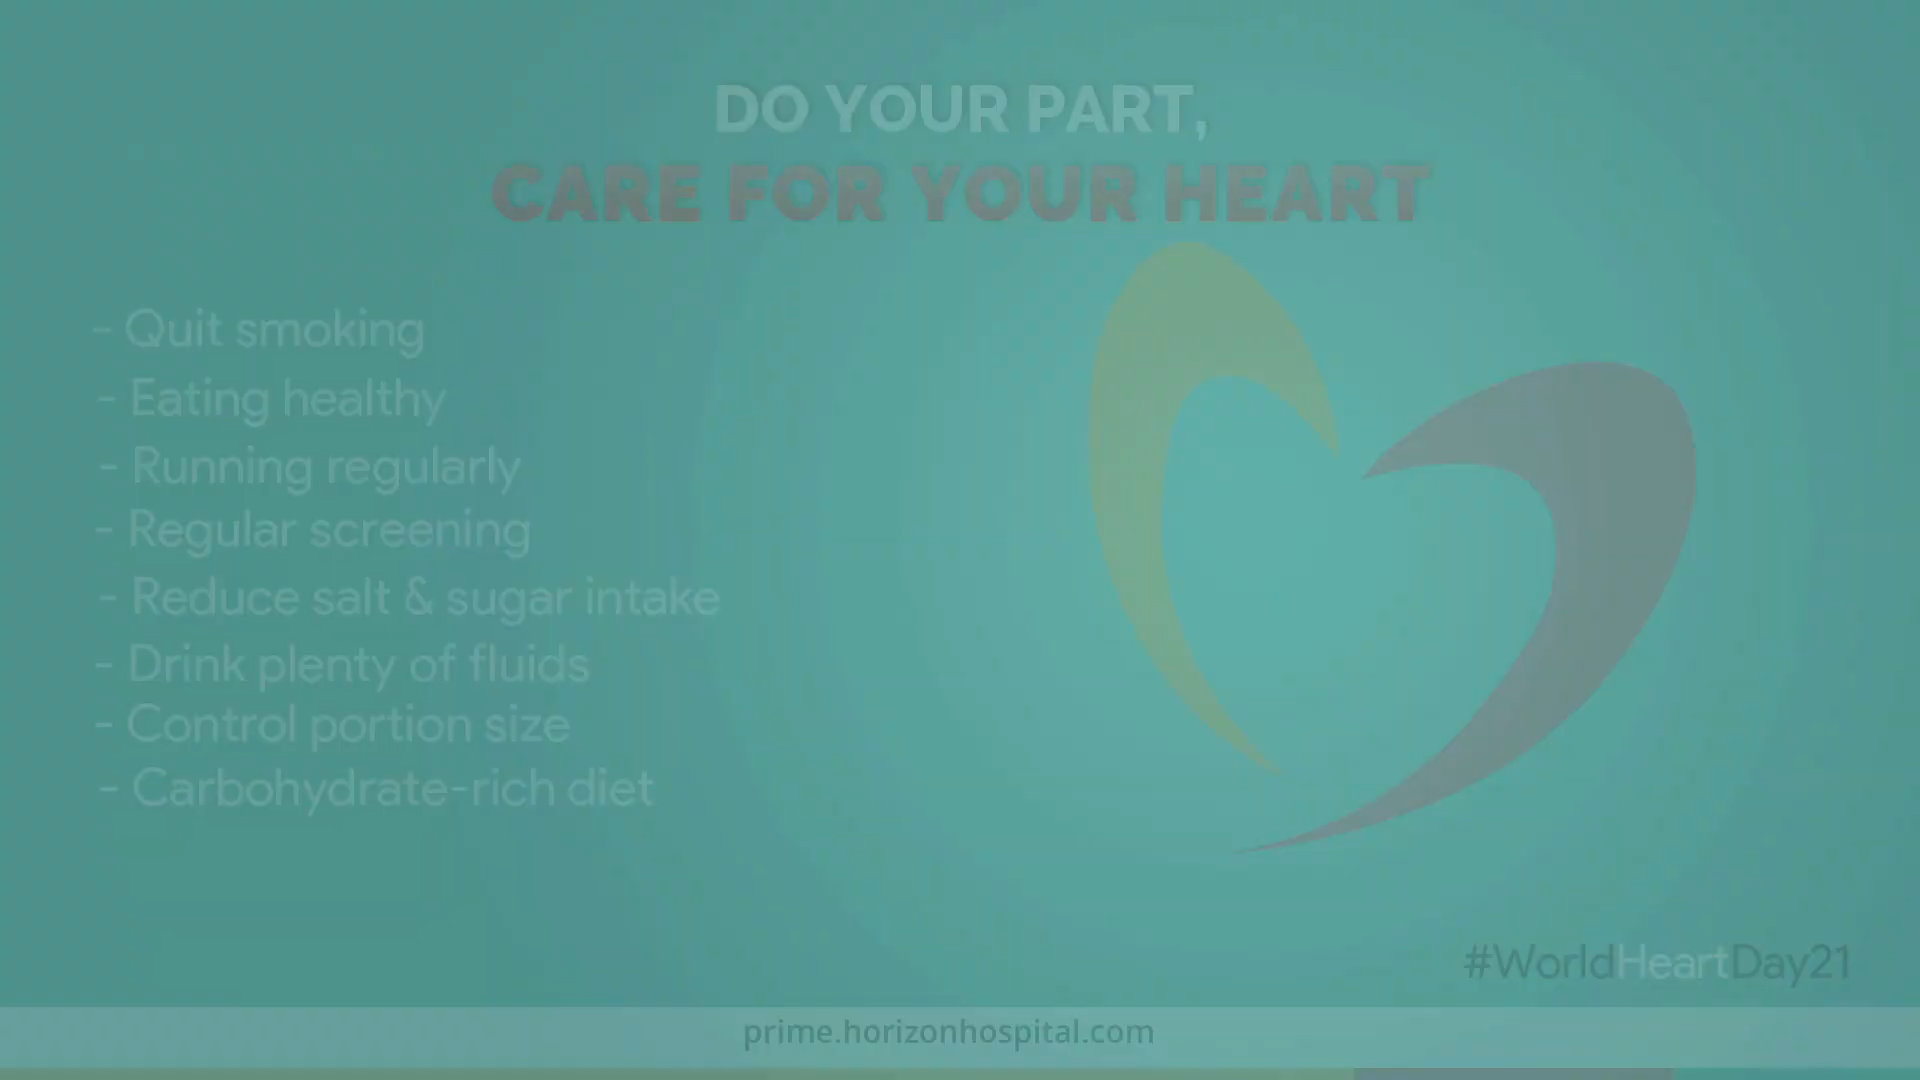 DO YOUR PART,
CARE FOR YOUR HEART
- Quit smoking
- Eating healthy
- Running regularly
- Regular screening
- Reduce salt & sugar intake
- Drink plenty of fluids
- Control portion size
- Carbohydrate-rich diet
#WorldHeartDay21
prime.horizonhospital.com